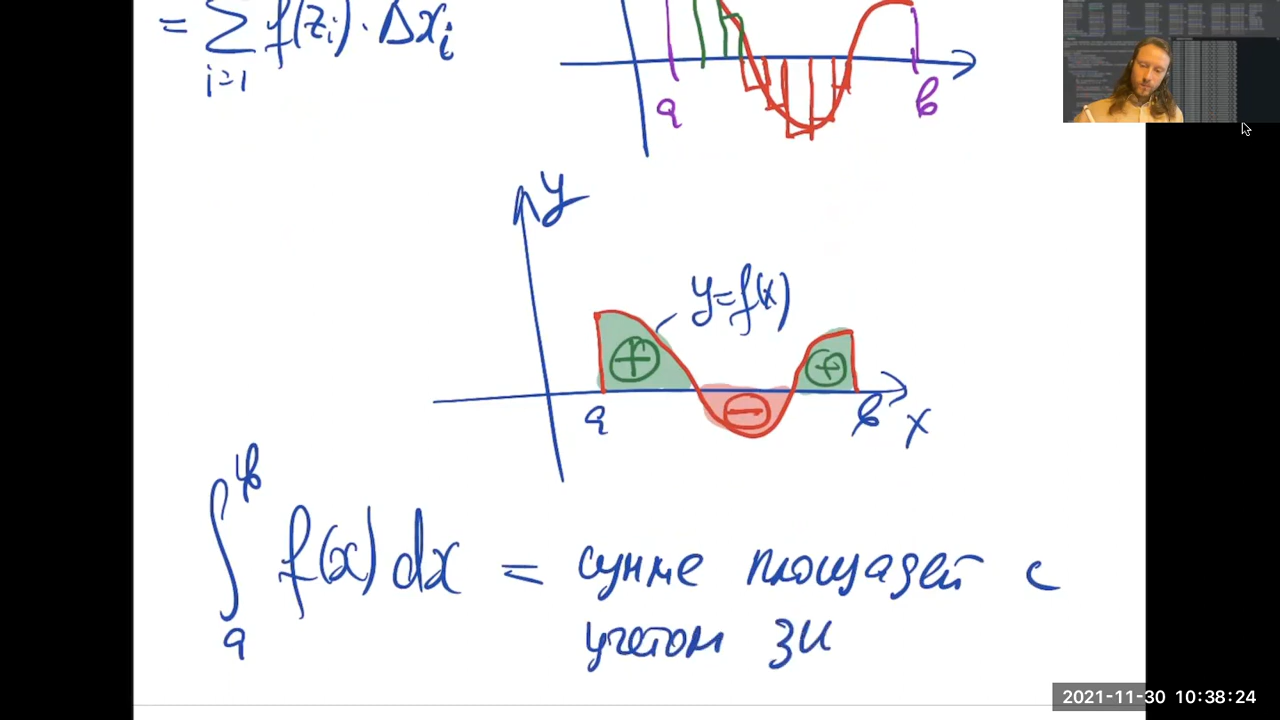 = ∑ f(zᵢ) · Δxᵢ
i=1
a b
y
y=f(x)
+ − +
a b x
∫ₐᵇ f(x) dx = сумме площадей с
учетом зн
2021-11-30 10:38:24